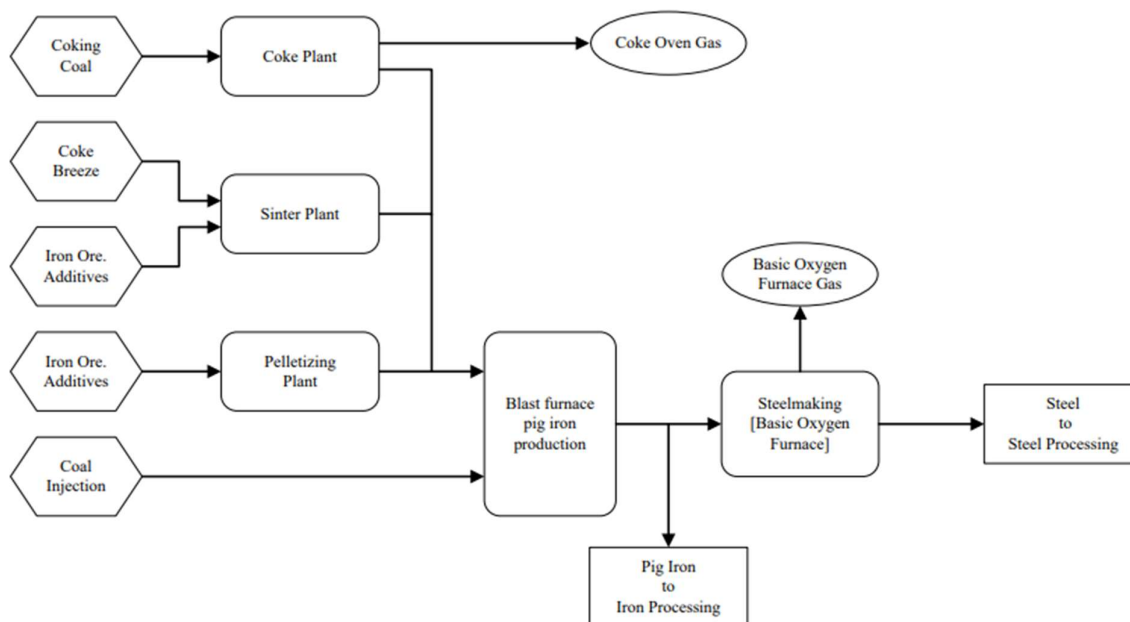 Coking
Coal
Coke Plant
Coke Oven Gas
Coke
Breeze
Sinter Plant
Iron Ore.
Additives
Basic Oxygen
Furnace Gas
Iron Ore.
Additives
Pelletizing
Plant
Blast furnace
pig iron
production
Steelmaking
[Basic Oxygen
Furnace]
Steel
to
Steel Processing
Coal
Injection
Pig Iron
to
Iron Processing